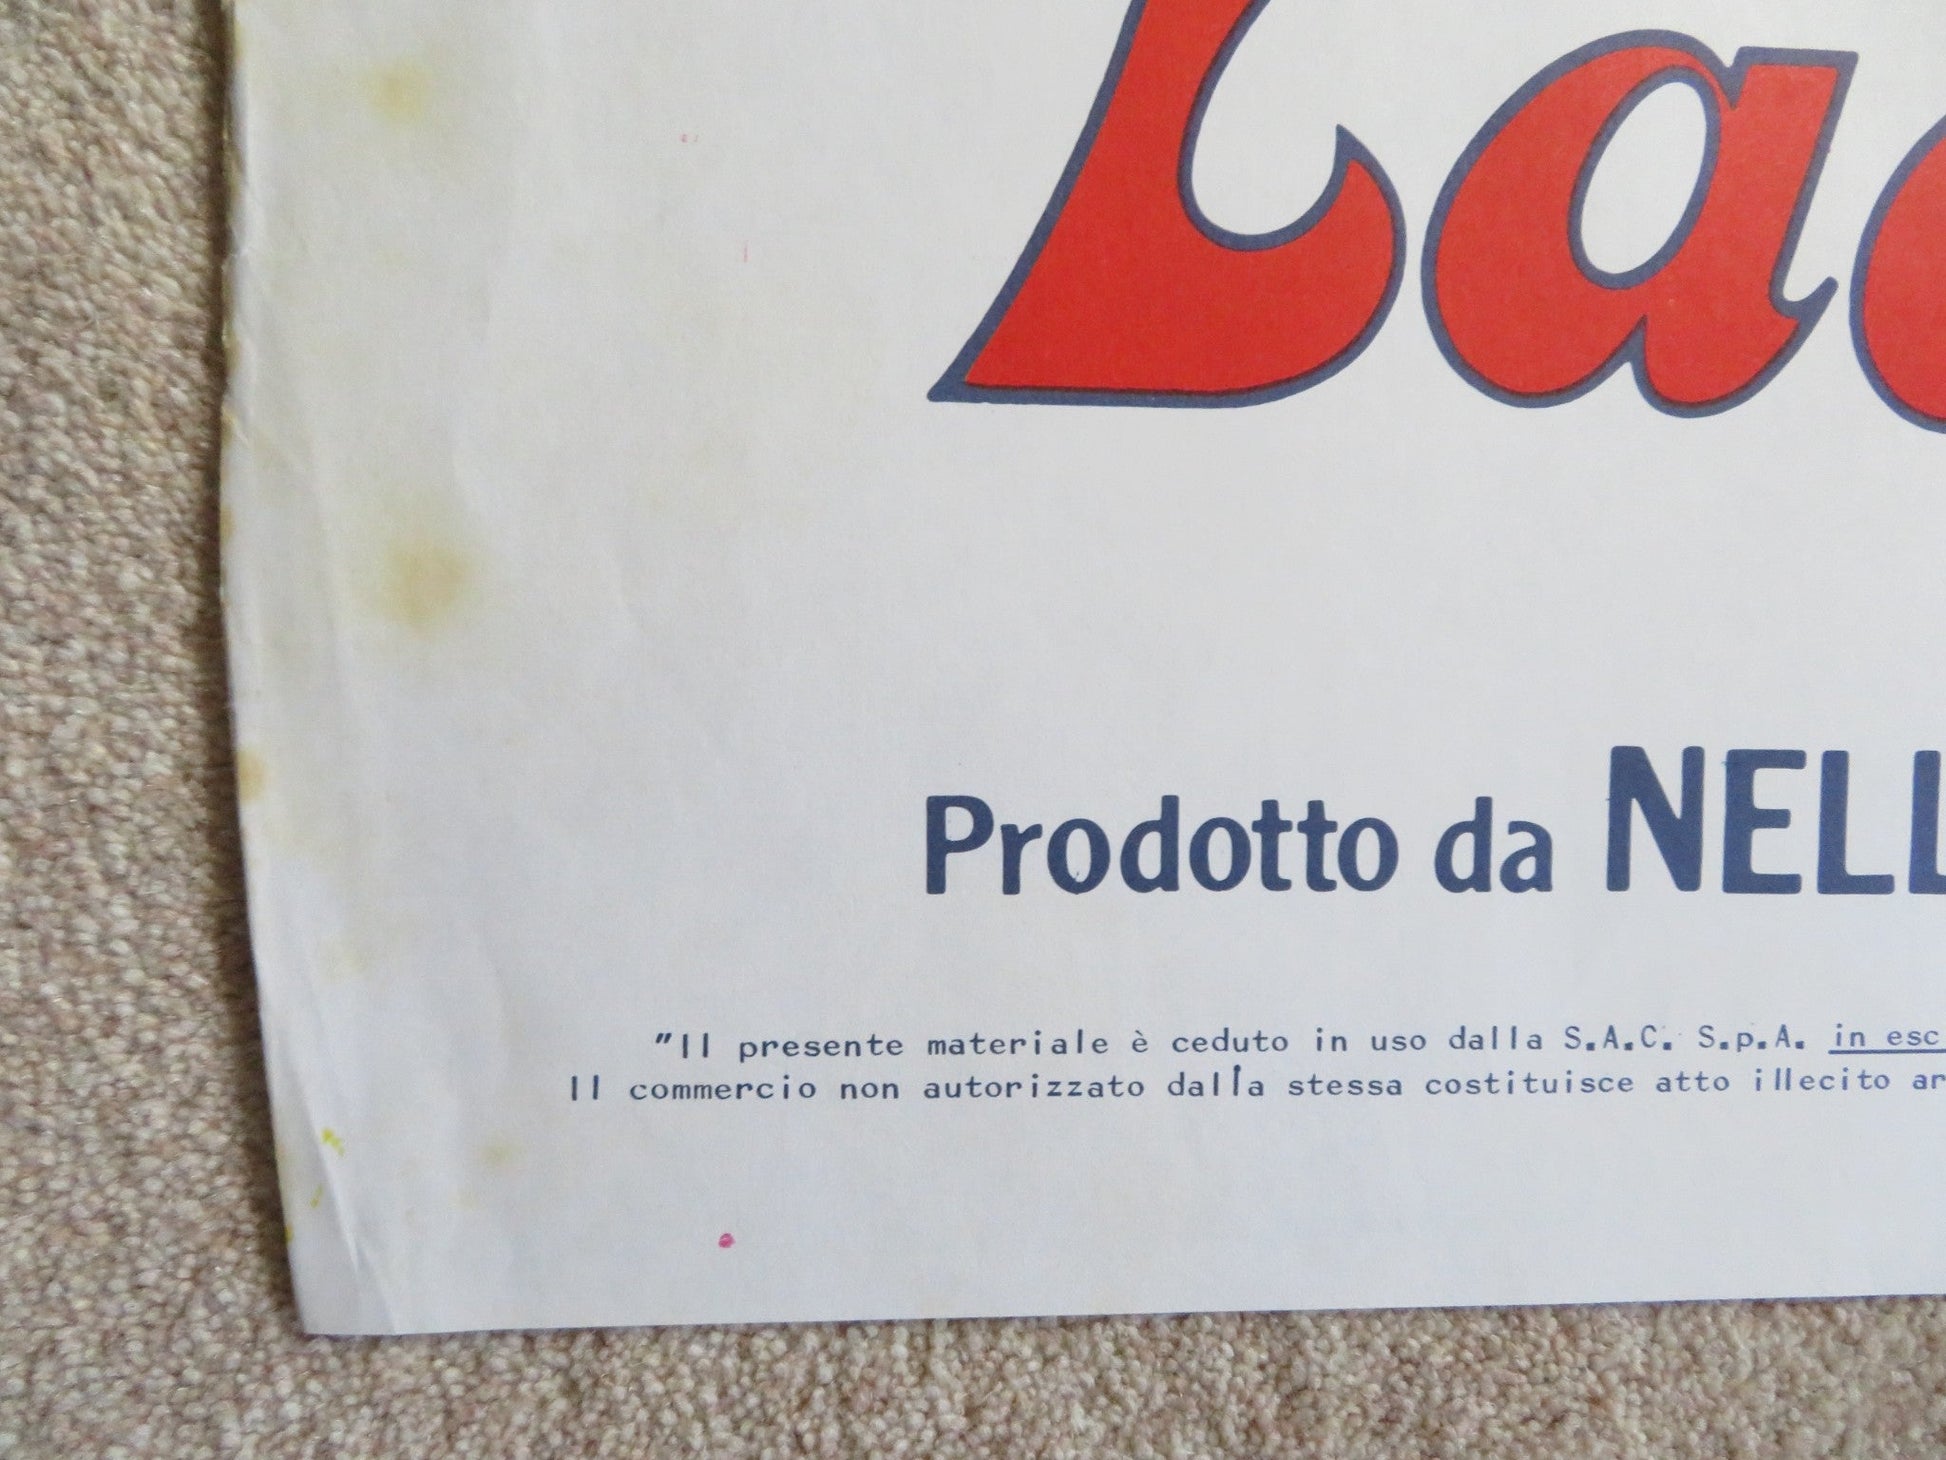 La
Prodotto da NELL
"Il presente materiale è ceduto in uso dalla S.A.C. S.p.A. in esc
Il commercio non autorizzato dalla stessa costituisce atto illecito ar